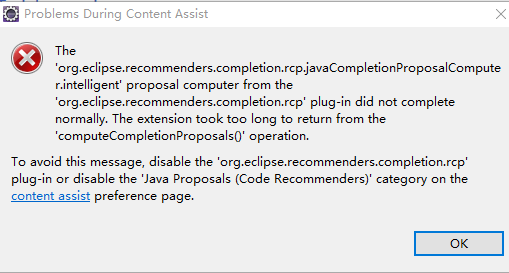 Problems During Content Assist
The
'org.eclipse.recommenders.completion.rcp.javaCompletionProposalCompute
r.intelligent' proposal computer from the
'org.eclipse.recommenders.completion.rcp' plug-in did not complete
normally. The extension took too long to return from the
'computeCompletionProposals()' operation.
To avoid this message, disable the 'org.eclipse.recommenders.completion.rcp'
plug-in or disable the 'Java Proposals (Code Recommenders)' category on the
content assist preference page.
OK